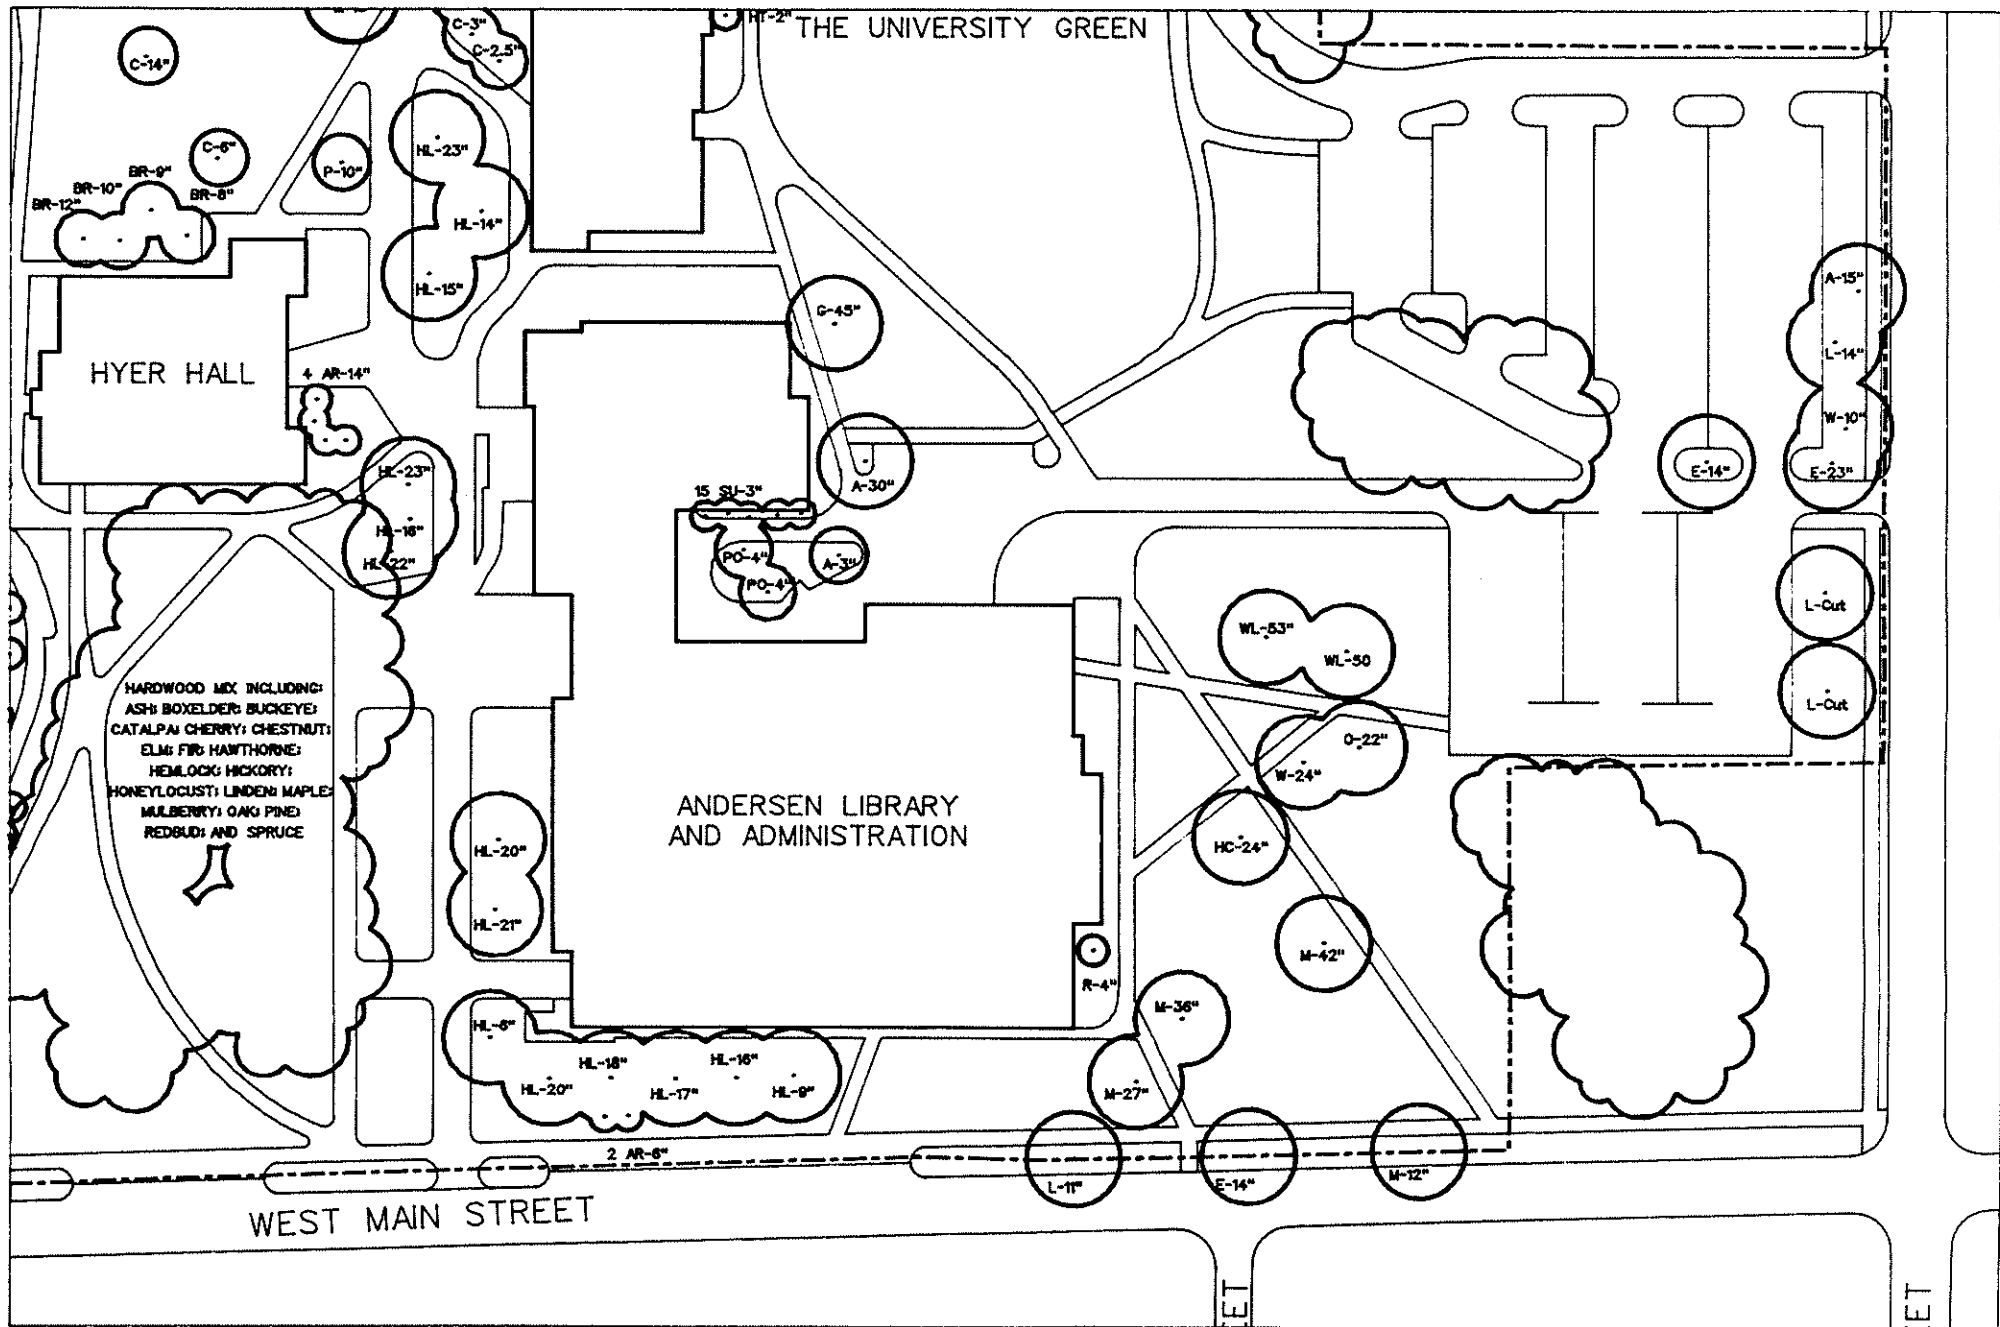 THE UNIVERSITY GREEN
C-3"
C-2.5"
C-14"
C-6"
P-10"
HL-23"
BR-9"
BR-10"
BR-8"
BR-12"
HL-14"
HL-15"
G-45"
A-15"
L-14"
HYER HALL
4 AR-14"
W-10"
HL-23"
A-30"
E-14"
E-23"
15 SU-3"
HL-16"
HL-22"
PO-4"
A-3"
PO-4"
L-Cut
WL-53"
WL-50
L-Cut
HARDWOOD MIX INCLUDING:
ASH; BOXELDER; BUCKEYE;
CATALPA; CHERRY; CHESTNUT;
ELM; FIR; HAWTHORNE;
HEMLOCK; HICKORY;
HONEYLOCUST; LINDEN; MAPLE;
MULBERRY; OAK; PINE;
REDBUD; AND SPRUCE
O-22"
W-24"
ANDERSEN LIBRARY
AND ADMINISTRATION
HL-20"
HC-24"
HL-21"
M-42"
R-4"
M-36"
HL-6"
HL-18"
HL-16"
HL-20"
HL-17"
HL-9"
M-27"
2 AR-6"
L-11"
E-14"
M-12"
WEST MAIN STREET
EET
EET